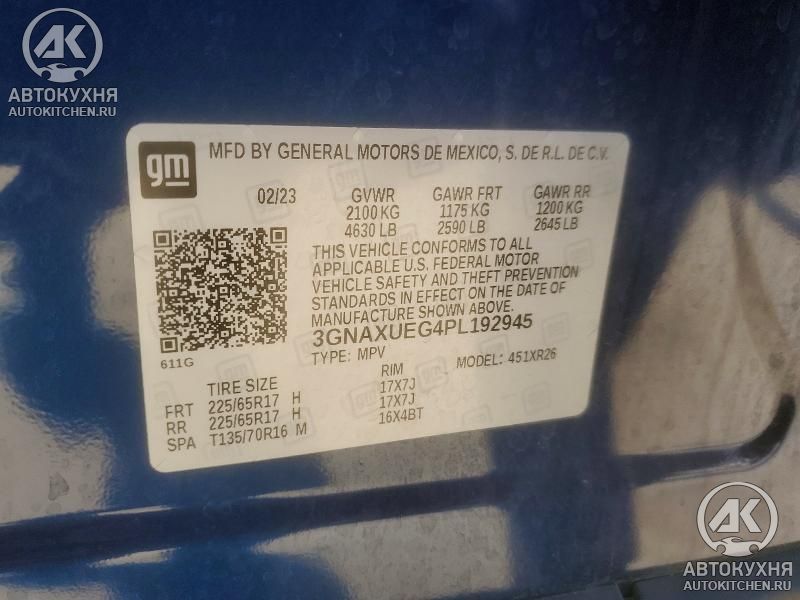 AK
АВТОКУХНЯ
AUTOKITCHEN.RU
gm
MFD BY GENERAL MOTORS DE MEXICO, S. DE R.L. DE C.V.
02/23 GVWR GAWR FRT GAWR RR
2100 KG 1175 KG 1200 KG
4630 LB 2590 LB 2645 LB
THIS VEHICLE CONFORMS TO ALL
APPLICABLE U.S. FEDERAL MOTOR
VEHICLE SAFETY AND THEFT PREVENTION
STANDARDS IN EFFECT ON THE DATE OF
MANUFACTURE SHOWN ABOVE.
3GNAXUEG4PL192945
611G TYPE: MPV MODEL: 451XR26
TIRE SIZE RIM
FRT 225/65R17 H 17X7J
RR 225/65R17 H 17X7J
SPA T135/70R16 M 16X4BT
AK
АВТОКУХНЯ
AUTOKITCHEN.RU